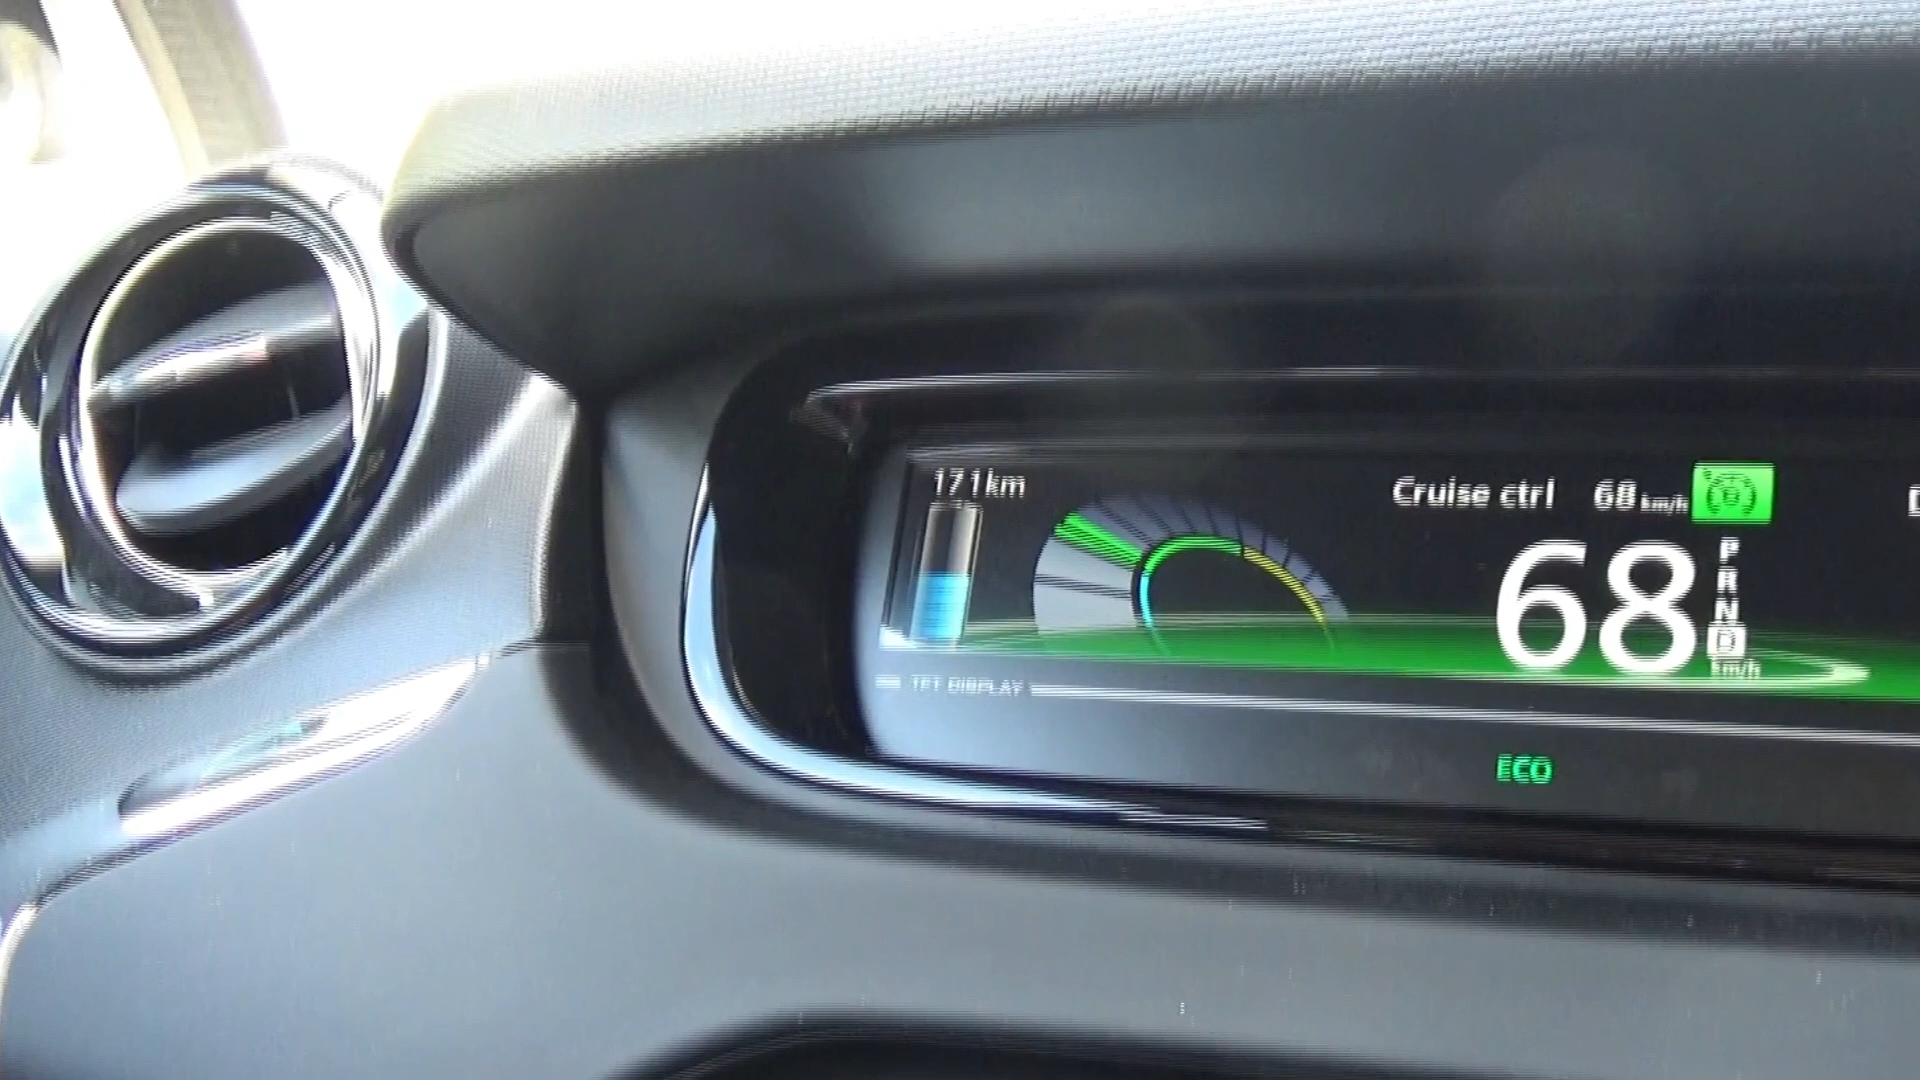 171km
Cruise ctrl 68 km/h
68
P
R
N
D
km/h
TFT DISPLAY
ECO